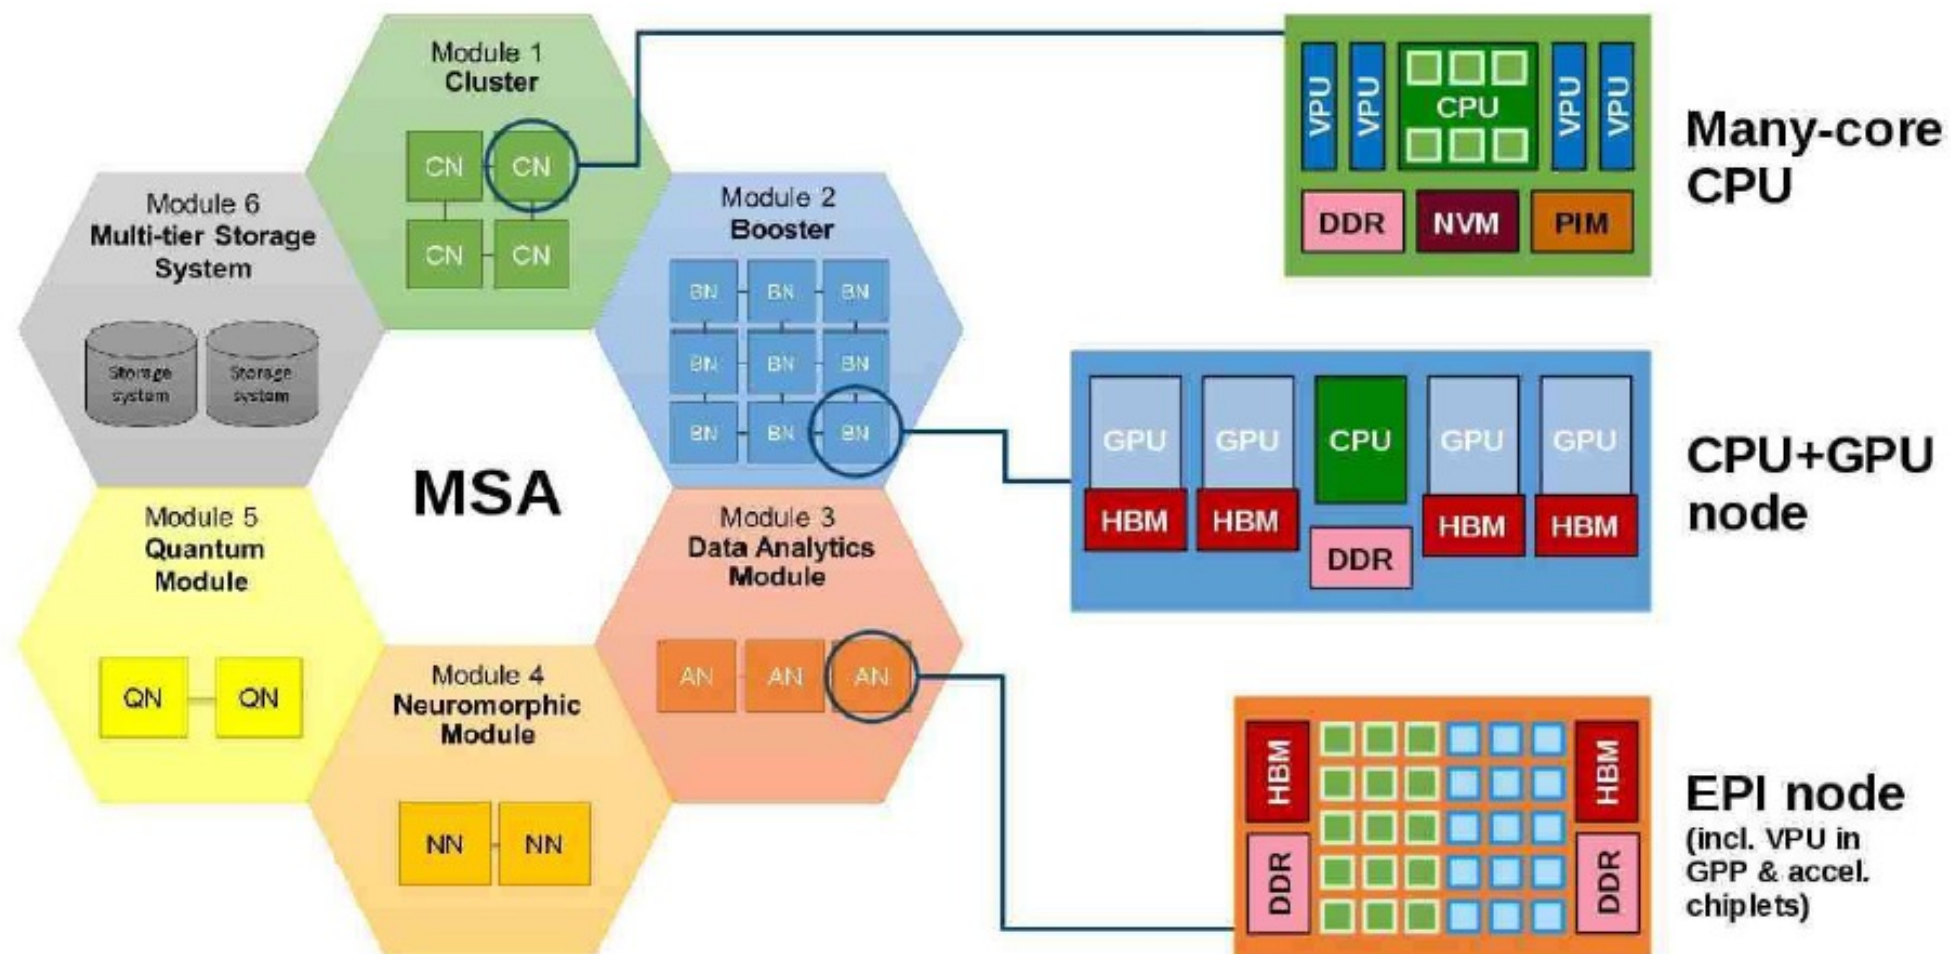 Module 1
Cluster
CN
CN
CN
CN
Module 2
Booster
BN
BN
BN
BN
BN
BN
BN
BN
BN
Module 3
Data Analytics
Module
AN
AN
AN
Module 4
Neuromorphic
Module
NN
NN
Module 5
Quantum
Module
QN
QN
Module 6
Multi-tier Storage
System
Storage
system
Storage
system
MSA
VPU
VPU
CPU
VPU
VPU
DDR
NVM
PIM
Many-core
CPU
GPU
GPU
CPU
GPU
GPU
HBM
HBM
HBM
HBM
DDR
CPU+GPU
node
HBM
HBM
DDR
DDR
EPI node
(incl. VPU in
GPP & accel.
chiplets)